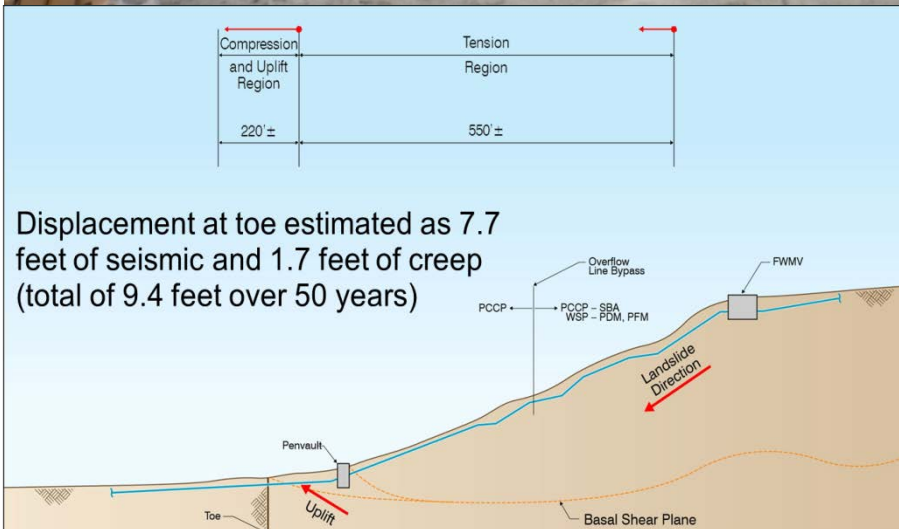 Compression
and Uplift
Region
Tension
Region
220'±
550'±
Displacement at toe estimated as 7.7
feet of seismic and 1.7 feet of creep
(total of 9.4 feet over 50 years)
Overflow
Line Bypass
FWMV
PCCP
PCCP – SBA
WSP – PDM, PFM
Landslide
Direction
Penvault
Uplift
Toe
Basal Shear Plane